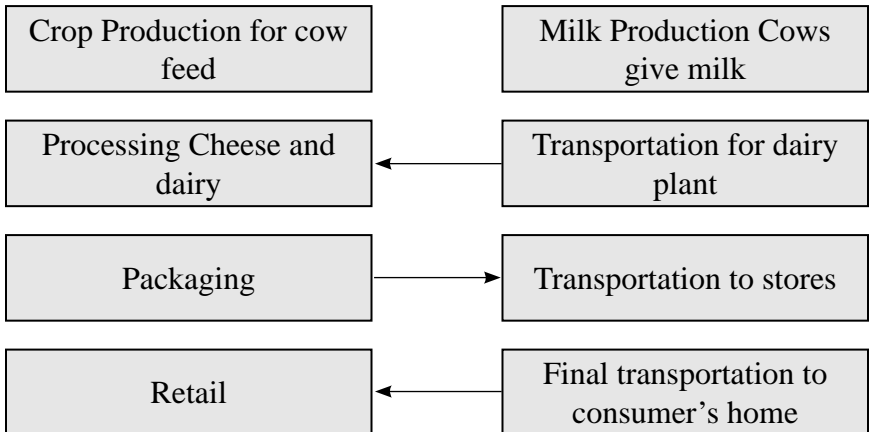 Crop Production for cow
feed
Milk Production Cows
give milk
Processing Cheese and
dairy
Transportation for dairy
plant
Packaging
Transportation to stores
Retail
Final transportation to
consumer’s home